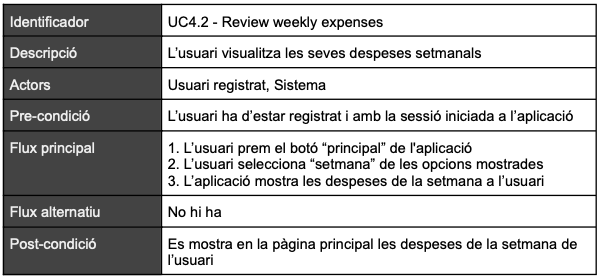 Identificador UC4.2 - Review weekly expenses
Descripció L’usuari visualitza les seves despeses setmanals
Actors Usuari registrat, Sistema
Pre-condició L’usuari ha d’estar registrat i amb la sessió iniciada a l’aplicació
Flux principal 1. L’usuari prem el botó “principal” de l'aplicació
2. L’usuari selecciona “setmana” de les opcions mostrades
3. L’aplicació mostra les despeses de la setmana a l’usuari
Flux alternatiu No hi ha
Post-condició Es mostra en la pàgina principal les despeses de la setmana de
l’usuari